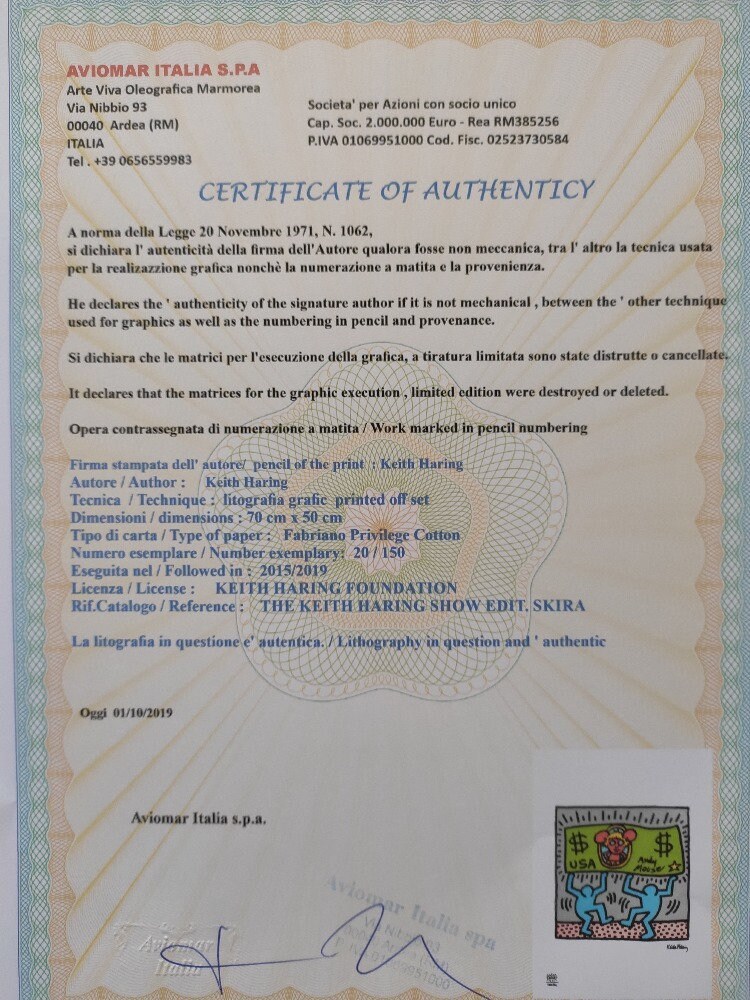 AVIOMAR ITALIA S.P.A
Arte Viva Oleografica Marmorea
Via Nibbio 93
00040 Ardea (RM)
ITALIA
Tel . +39 0656559983
Societa' per Azioni con socio unico
Cap. Soc. 2.000.000 Euro - Rea RM385256
P.IVA 01069951000 Cod. Fisc. 02523730584
CERTIFICATE OF AUTHENTICY
A norma della Legge 20 Novembre 1971, N. 1062,
si dichiara l' autenticità della firma dell'Autore qualora fosse non meccanica, tra l' altro la tecnica usata
per la realizazzione grafica nonchè la numerazione a matita e la provenienza.
He declares the ' authenticity of the signature author if it is not mechanical , between the ' other technique
used for graphics as well as the numbering in pencil and provenance.
Si dichiara che le matrici per l'esecuzione della grafica, a tiratura limitata sono state distrutte o cancellate.
It declares that the matrices for the graphic execution , limited edition were destroyed or deleted.
Opera contrassegnata di numerazione a matita / Work marked in pencil numbering
Firma stampata dell' autore/ pencil of the print : Keith Haring
Autore / Author : Keith Haring
Tecnica / Technique : litografia grafic printed off set
Dimensioni / dimensions : 70 cm x 50 cm
Tipo di carta / Type of paper : Fabriano Privilege Cotton
Numero esemplare / Number exemplary: 20 / 150
Eseguita nel / Followed in : 2015/2019
Licenza / License : KEITH HARING FOUNDATION
Rif.Catalogo / Reference : THE KEITH HARING SHOW EDIT. SKIRA
La litografia in questione e' autentica. / Lithography in question and ' authentic
Oggi 01/10/2019
Aviomar Italia s.p.a.
Aviomar Italia spa
P. IVA 01069951000
Aviomar
Italia
$ $
USA
Andy
Mouse
Keith Haring